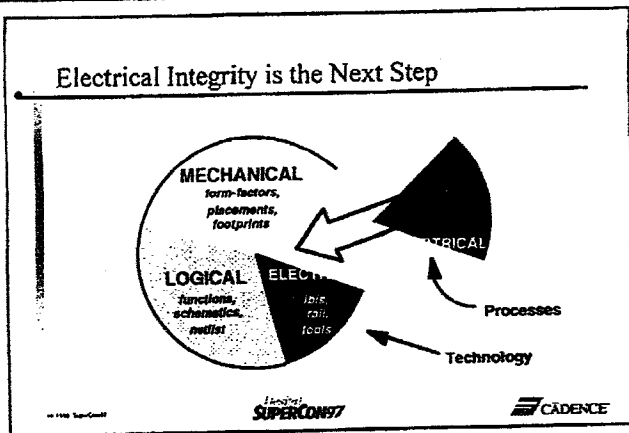 Electrical Integrity is the Next Step
MECHANICAL
form-factors,
placements,
footprints
TRICAL
LOGICAL
functions,
schematics,
netlist
ELECT
ibis,
rail,
tools
Processes
Technology
SUPERCON97
CADENCE